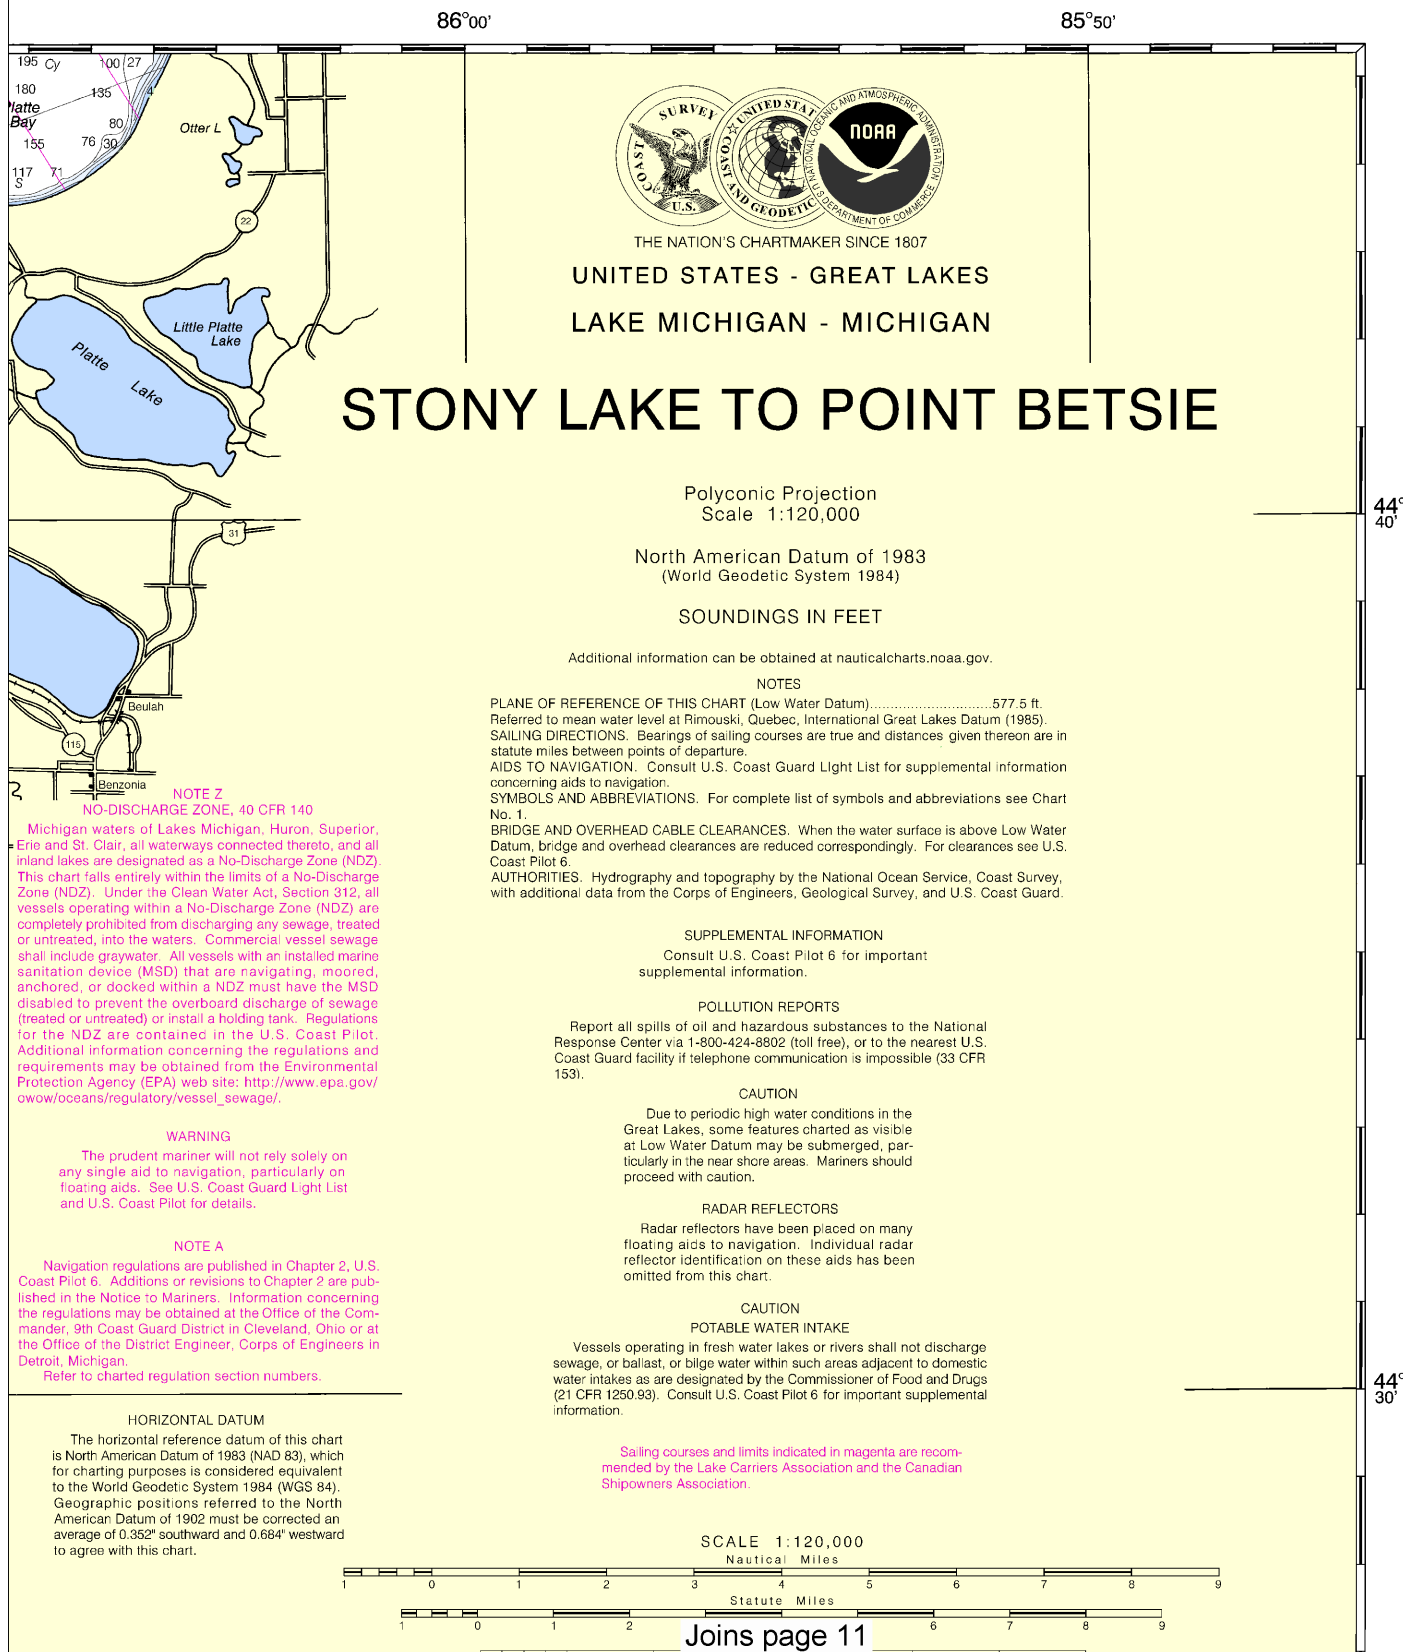 86°00'
85°50'
195
Cy
100
27
180
135
4
latte
Bay
80
155
76
30
117
71
S
Otter L
22
Little Platte
Lake
Platte
Lake
31
Beulah
115
Benzonia
COAST SURVEY
U.S.
UNITED STAT
COAST AND GEODETIC
NATIONAL OCEANIC AND ATMOSPHERIC ADMINISTRATION
NOAA
U.S. DEPARTMENT OF COMMERCE
THE NATION'S CHARTMAKER SINCE 1807
UNITED STATES - GREAT LAKES
LAKE MICHIGAN - MICHIGAN
STONY LAKE TO POINT BETSIE
Polyconic Projection
Scale 1:120,000
North American Datum of 1983
(World Geodetic System 1984)
SOUNDINGS IN FEET
44°
40'
Additional information can be obtained at nauticalcharts.noaa.gov.
NOTES
PLANE OF REFERENCE OF THIS CHART (Low Water Datum)..............................577.5 ft.
Referred to mean water level at Rimouski, Quebec, International Great Lakes Datum (1985).
SAILING DIRECTIONS. Bearings of sailing courses are true and distances given thereon are in
statute miles between points of departure.
AIDS TO NAVIGATION. Consult U.S. Coast Guard LIght List for supplemental information
concerning aids to navigation.
SYMBOLS AND ABBREVIATIONS. For complete list of symbols and abbreviations see Chart
No. 1.
BRIDGE AND OVERHEAD CABLE CLEARANCES. When the water surface is above Low Water
Datum, bridge and overhead clearances are reduced correspondingly. For clearances see U.S.
Coast Pilot 6.
AUTHORITIES. Hydrography and topography by the National Ocean Service, Coast Survey,
with additional data from the Corps of Engineers, Geological Survey, and U.S. Coast Guard.
SUPPLEMENTAL INFORMATION
Consult U.S. Coast Pilot 6 for important
supplemental information.
POLLUTION REPORTS
Report all spills of oil and hazardous substances to the National
Response Center via 1-800-424-8802 (toll free), or to the nearest U.S.
Coast Guard facility if telephone communication is impossible (33 CFR
153).
CAUTION
Due to periodic high water conditions in the
Great Lakes, some features charted as visible
at Low Water Datum may be submerged, par-
ticularly in the near shore areas. Mariners should
proceed with caution.
RADAR REFLECTORS
Radar reflectors have been placed on many
floating aids to navigation. Individual radar
reflector identification on these aids has been
omitted from this chart.
CAUTION
POTABLE WATER INTAKE
Vessels operating in fresh water lakes or rivers shall not discharge
sewage, or ballast, or bilge water within such areas adjacent to domestic
water intakes as are designated by the Commissioner of Food and Drugs
(21 CFR 1250.93). Consult U.S. Coast Pilot 6 for important supplemental
information.
Sailing courses and limits indicated in magenta are recom-
mended by the Lake Carriers Association and the Canadian
Shipowners Association.
44°
30'
NOTE Z
NO-DISCHARGE ZONE, 40 CFR 140
Michigan waters of Lakes Michigan, Huron, Superior,
Erie and St. Clair, all waterways connected thereto, and all
inland lakes are designated as a No-Discharge Zone (NDZ).
This chart falls entirely within the limits of a No-Discharge
Zone (NDZ). Under the Clean Water Act, Section 312, all
vessels operating within a No-Discharge Zone (NDZ) are
completely prohibited from discharging any sewage, treated
or untreated, into the waters. Commercial vessel sewage
shall include graywater. All vessels with an installed marine
sanitation device (MSD) that are navigating, moored,
anchored, or docked within a NDZ must have the MSD
disabled to prevent the overboard discharge of sewage
(treated or untreated) or install a holding tank. Regulations
for the NDZ are contained in the U.S. Coast Pilot.
Additional information concerning the regulations and
requirements may be obtained from the Environmental
Protection Agency (EPA) web site: http://www.epa.gov/
owow/oceans/regulatory/vessel_sewage/.
WARNING
The prudent mariner will not rely solely on
any single aid to navigation, particularly on
floating aids. See U.S. Coast Guard Light List
and U.S. Coast Pilot for details.
NOTE A
Navigation regulations are published in Chapter 2, U.S.
Coast Pilot 6. Additions or revisions to Chapter 2 are pub-
lished in the Notice to Mariners. Information concerning
the regulations may be obtained at the Office of the Com-
mander, 9th Coast Guard District in Cleveland, Ohio or at
the Office of the District Engineer, Corps of Engineers in
Detroit, Michigan.
Refer to charted regulation section numbers.
HORIZONTAL DATUM
The horizontal reference datum of this chart
is North American Datum of 1983 (NAD 83), which
for charting purposes is considered equivalent
to the World Geodetic System 1984 (WGS 84).
Geographic positions referred to the North
American Datum of 1902 must be corrected an
average of 0.352" southward and 0.684" westward
to agree with this chart.
SCALE 1:120,000
Nautical Miles
1 0 1 2 3 4 5 6 7 8 9
Statute Miles
1 0 1 2 6 7 8 9
Joins page 11